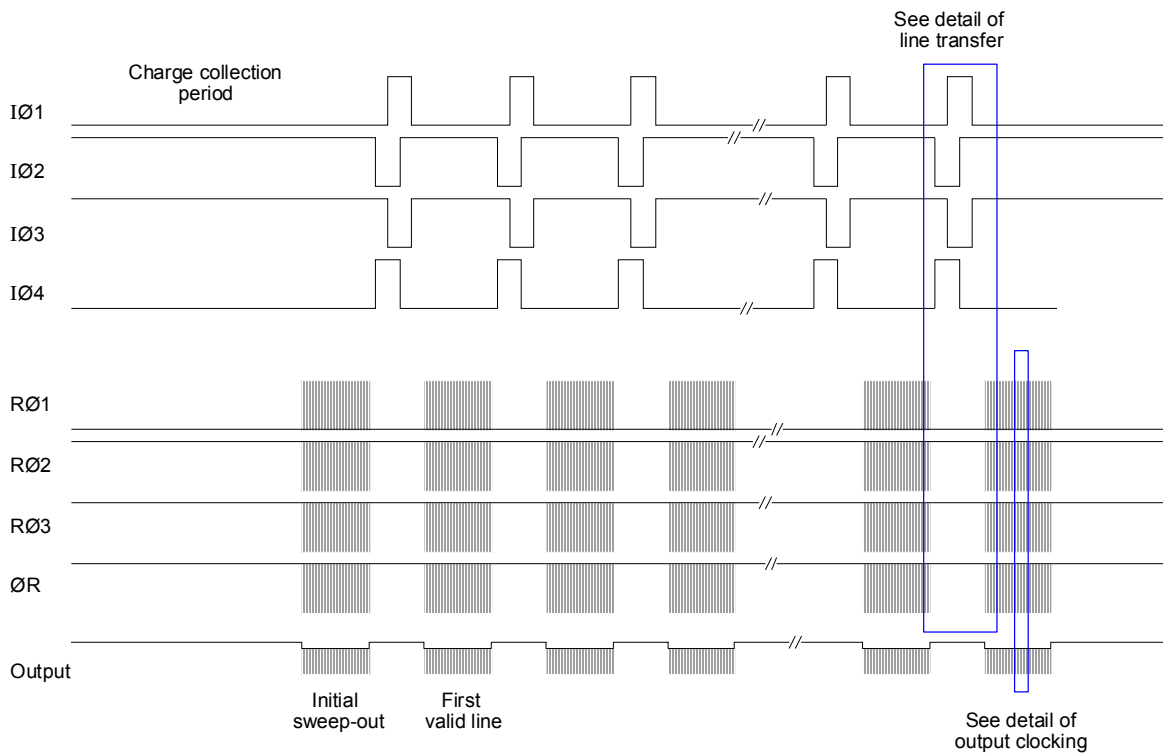 See detail of
line transfer
Charge collection
period
IØ1
IØ2
IØ3
IØ4
RØ1
RØ2
RØ3
ØR
Output
Initial
sweep-out
First
valid line
See detail of
output clocking